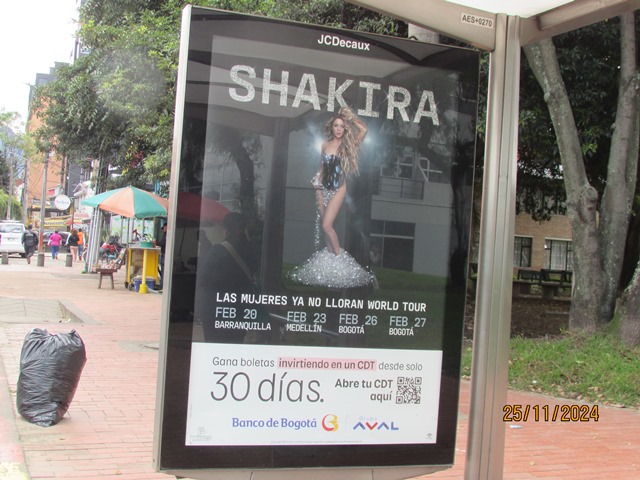 AES+0270
JCDecaux
SHAKIRA
LAS MUJERES YA NO LLORAN WORLD TOUR
FEB 20 FEB 23 FEB 26 FEB 27
BARRANQUILLA MEDELLÍN BOGOTÁ BOGOTÁ
Gana boletas invirtiendo en un CDT desde solo
30 días. Abre tu CDT
aquí
Banco de Bogotá Grupo AVAL
25/11/2024